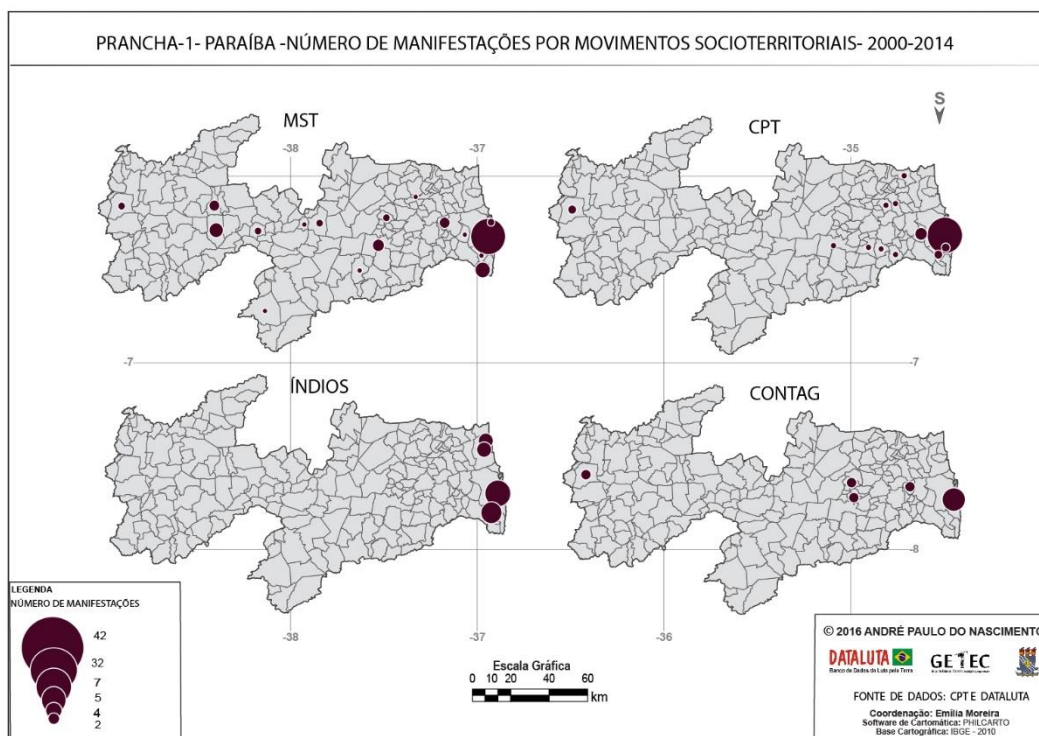 PRANCHA-1- PARAÍBA -NÚMERO DE MANIFESTAÇÕES POR MOVIMENTOS SOCIOTERRITORIAIS- 2000-2014
S
MST
CPT
-38
-37
-35
-7
-7
ÍNDIOS
CONTAG
-8
-38
-37
-36
LEGENDA
NÚMERO DE MANIFESTAÇÕES
42
32
7
5
4
2
Escala Gráfica
0 10 20 40 60
km
© 2016 ANDRÉ PAULO DO NASCIMENTO
DATALUTA
Banco de Dados da Luta pela Terra
GETEC
FONTE DE DADOS: CPT E DATALUTA
Coordenação: Emília Moreira
Software de Cartomática: PHILCARTO
Base Cartográfica: IBGE - 2010